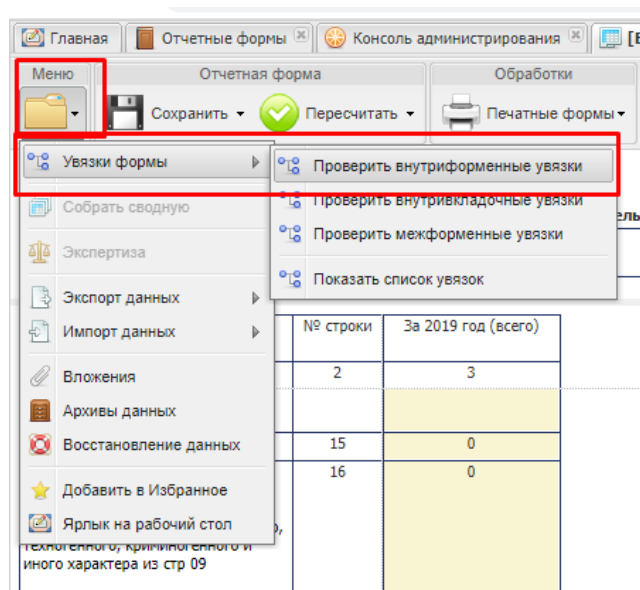 Главная Отчетные формы Консоль администрирования [
Меню Отчетная форма Обработки
Сохранить Пересчитать Печатные формы
Увязки формы
Проверить внутриформенные увязки
Проверить внутривкладочные увязки
Проверить межформенные увязки
Показать список увязок
Собрать сводную
Экспертиза
Экспорт данных
Импорт данных
Вложения
Архивы данных
Восстановление данных
Добавить в Избранное
Ярлык на рабочий стол
№ строки За 2019 год (всего)
2 3
15 0
16 0
техногенного, криминогенного и
иного характера из стр 09